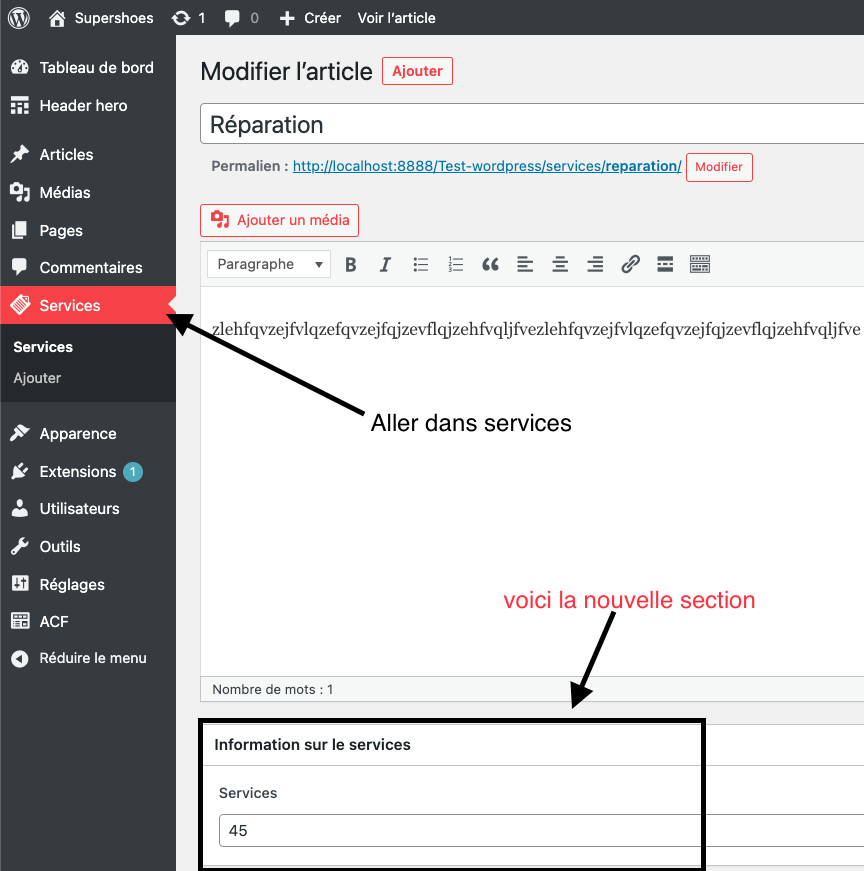 Supershoes 1 0 Créer Voir l’article
Tableau de bord
Header hero
Articles
Médias
Pages
Commentaires
Services
Services
Ajouter
Apparence
Extensions 1
Utilisateurs
Outils
Réglages
ACF
Réduire le menu
Modifier l’article Ajouter
Réparation
Permalien : http://localhost:8888/Test-wordpress/services/reparation/ Modifier
Ajouter un média
Paragraphe B I
zlehfqvzejfvlqzefqvzejfqjzevflqjzehfvqljfvezlehfqvzejfvlqzefqvzejfqjzevflqjzehfvqljfve
Aller dans services
voici la nouvelle section
Nombre de mots : 1
Information sur le services
Services
45